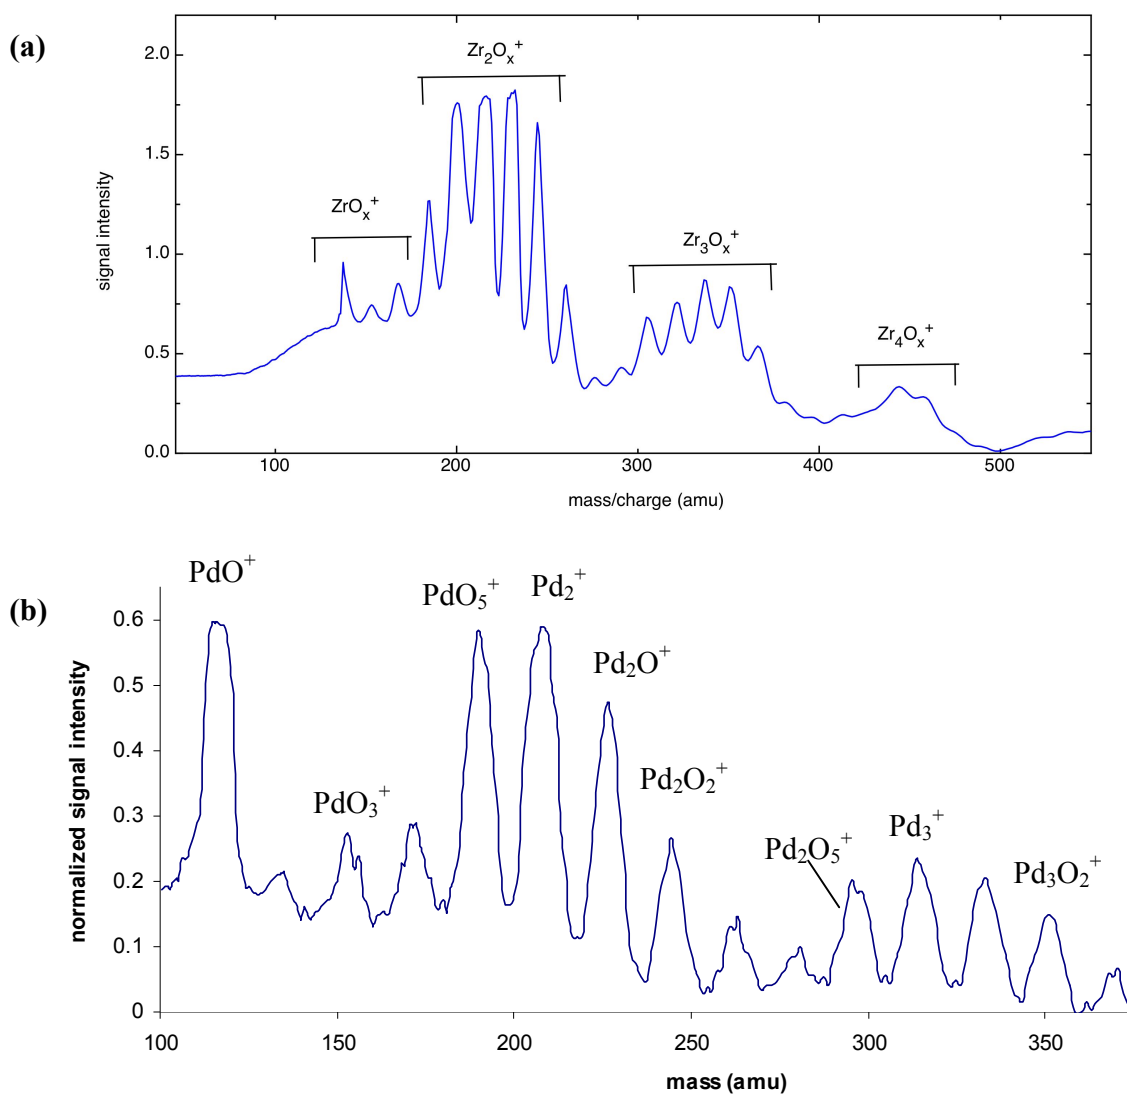 (a)
signal intensity
2.0
1.5
1.0
0.5
0.0
ZrOₓ⁺
Zr₂Oₓ⁺
Zr₃Oₓ⁺
Zr₄Oₓ⁺
100 200 300 400 500
mass/charge (amu)
(b)
normalized signal intensity
0.6
0.5
0.4
0.3
0.2
0.1
0
PdO⁺
PdO₃⁺
PdO₅⁺
Pd₂⁺
Pd₂O⁺
Pd₂O₂⁺
Pd₂O₅⁺
Pd₃⁺
Pd₃O₂⁺
100 150 200 250 300 350
mass (amu)